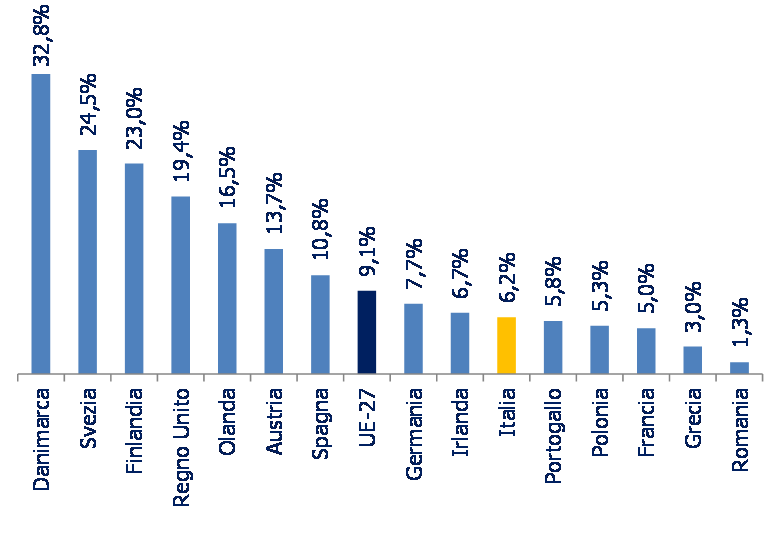 32,8%
24,5%
23,0%
19,4%
16,5%
13,7%
10,8%
9,1%
7,7%
6,7%
6,2%
5,8%
5,3%
5,0%
3,0%
1,3%
Danimarca
Svezia
Finlandia
Regno Unito
Olanda
Austria
Spagna
UE-27
Germania
Irlanda
Italia
Portogallo
Polonia
Francia
Grecia
Romania